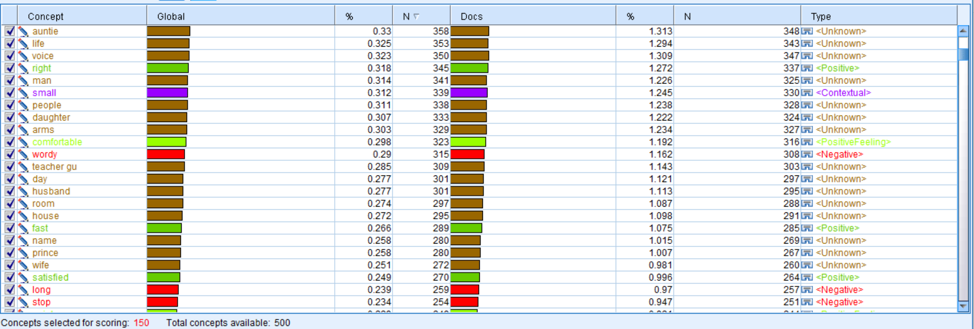 Concept Global % N Docs % N Type
auntie 0.33 358 1.313 348 <Unknown>
life 0.325 353 1.294 343 <Unknown>
voice 0.323 350 1.309 347 <Unknown>
right 0.318 345 1.272 337 <Positive>
man 0.314 341 1.226 325 <Unknown>
small 0.312 339 1.245 330 <Contextual>
people 0.311 338 1.238 328 <Unknown>
daughter 0.307 333 1.222 324 <Unknown>
arms 0.303 329 1.234 327 <Unknown>
comfortable 0.298 323 1.192 316 <PositiveFeeling>
wordy 0.29 315 1.162 308 <Negative>
teacher gu 0.285 309 1.143 303 <Unknown>
day 0.277 301 1.121 297 <Unknown>
husband 0.277 301 1.113 295 <Unknown>
room 0.274 297 1.087 288 <Unknown>
house 0.272 295 1.098 291 <Unknown>
fast 0.266 289 1.075 285 <Positive>
name 0.258 280 1.015 269 <Unknown>
prince 0.258 280 1.007 267 <Unknown>
wife 0.251 272 0.981 260 <Unknown>
satisfied 0.249 270 0.996 264 <Positive>
long 0.239 259 0.97 257 <Negative>
stop 0.234 254 0.947 251 <Negative>
Concepts selected for scoring: 150 Total concepts available: 500